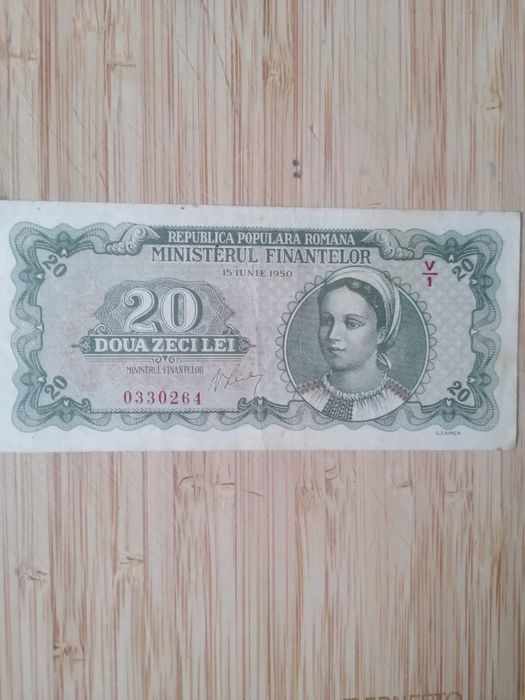 REPUBLICA POPULARA ROMANA
MINISTERUL FINANTELOR
15 IUNIE 1950
V
1
20
20
20
DOUA ZECI LEI
MINISTRUL FINANTELOR
0330264
20
20